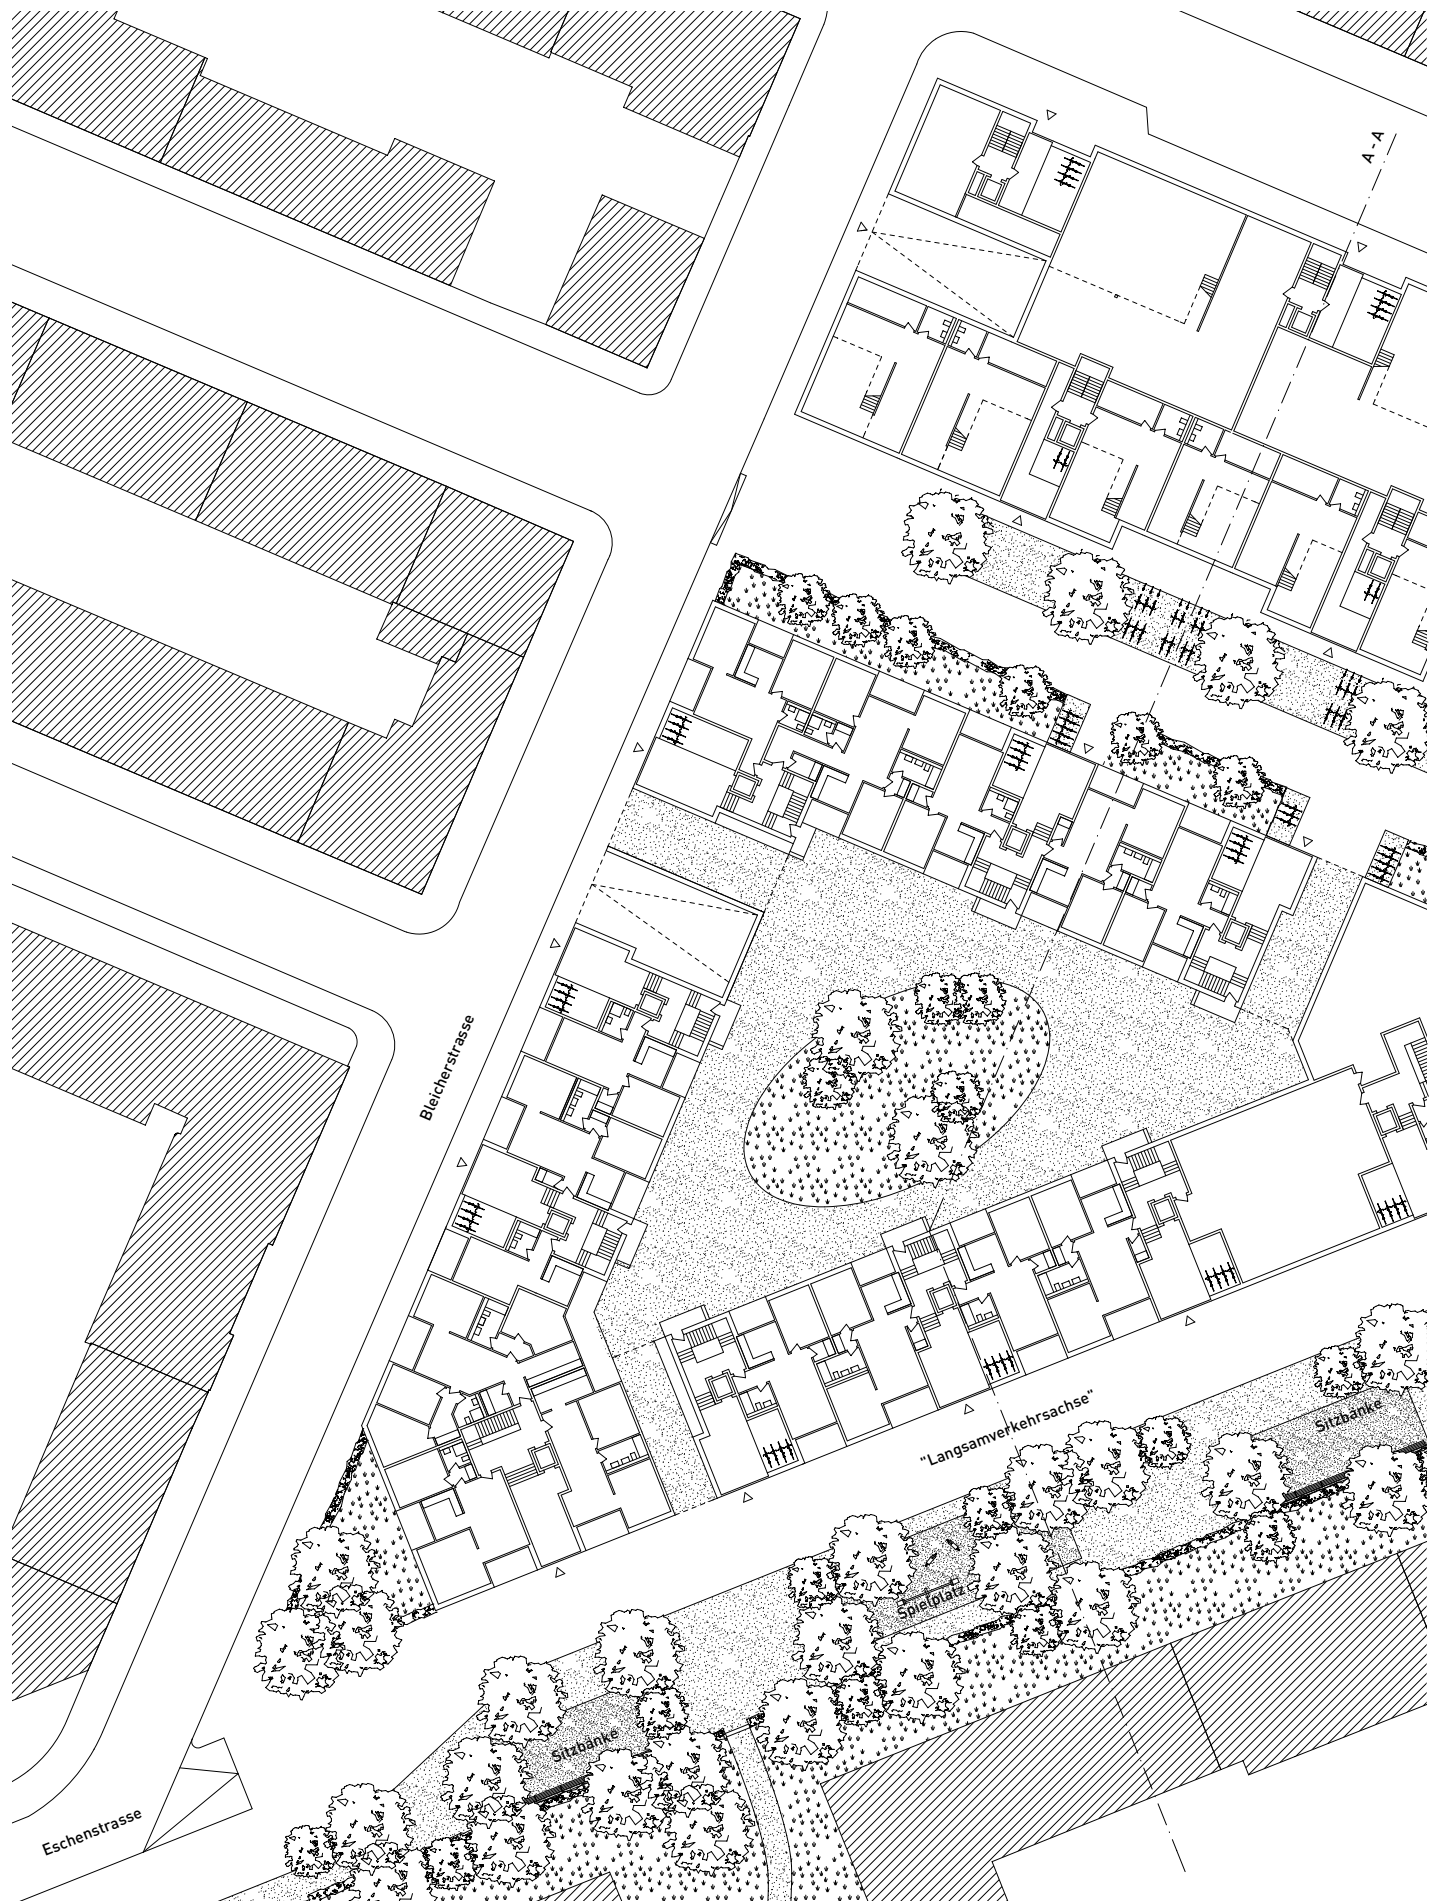 A - A
Bleicherstrasse
"Langsamverkehrsachse"
Sitzbänke
Spielplatz
Sitzbänke
Eschenstrasse